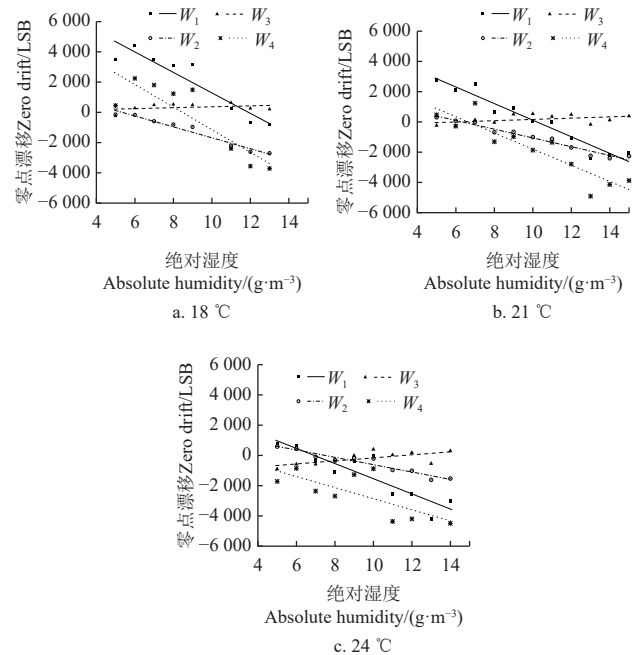 6 000
4 000
2 000
0
−2 000
−4 000
−6 000
零点漂移Zero drift/LSB
W1 W3
W2 W4
4 6 8 10 12 14
绝对湿度
Absolute humidity/(g·m−3)
a. 18 ℃
6 000
4 000
2 000
0
−2 000
−4 000
−6 000
零点漂移Zero drift/LSB
W1 W3
W2 W4
4 6 8 10 12 14
绝对湿度
Absolute humidity/(g·m−3)
b. 21 ℃
6 000
4 000
2 000
0
−2 000
−4 000
−6 000
零点漂移Zero drift/LSB
W1 W3
W2 W4
4 6 8 10 12 14
绝对湿度
Absolute humidity/(g·m−3)
c. 24 ℃